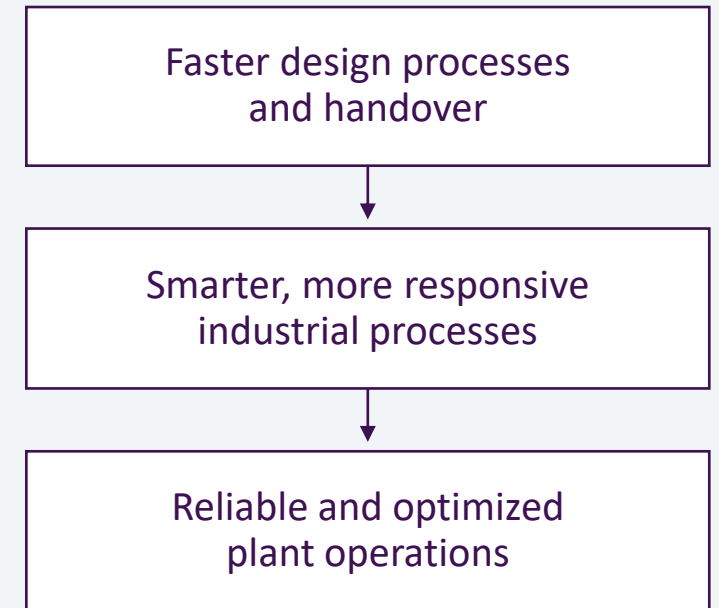 Faster design processes
and handover
Smarter, more responsive
industrial processes
Reliable and optimized
plant operations